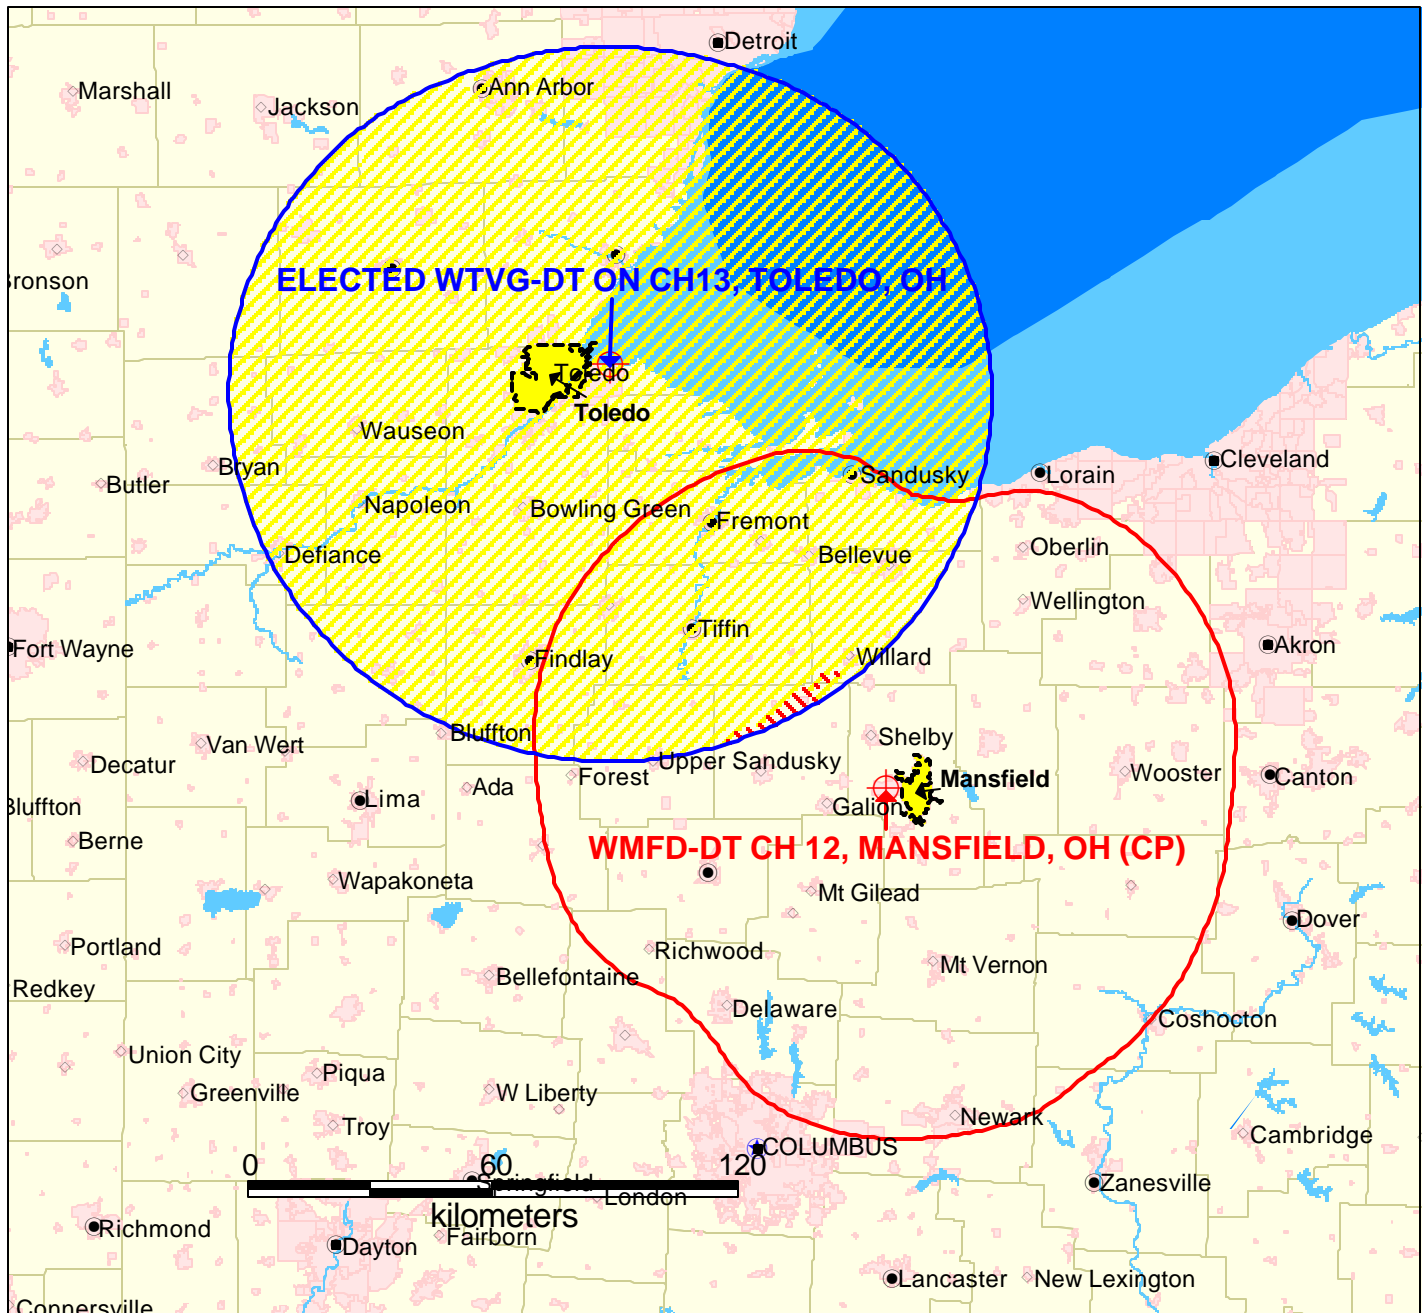 Detroit
Ann Arbor
Marshall
Jackson
Bronson
ELECTED WTVG-DT ON CH13, TOLEDO, OH
Toledo
Toledo
Wauseon
Bryan
Butler
Napoleon
Bowling Green
Sandusky
Lorain
Cleveland
Fremont
Defiance
Bellevue
Oberlin
Wellington
Tiffin
Fort Wayne
Findlay
Willard
Akron
Bluffton
Van Wert
Decatur
Shelby
Forest
Upper Sandusky
Wooster
Canton
Mansfield
Ada
Lima
Bluffton
Galion
Berne
WMFD-DT CH 12, MANSFIELD, OH (CP)
Wapakoneta
Mt Gilead
Dover
Portland
Richwood
Mt Vernon
Bellefontaine
Redkey
Delaware
Coshocton
Union City
Piqua
Greenville
W Liberty
Troy
Newark
Cambridge
COLUMBUS
0 60 120
Springfield
London
Zanesville
kilometers
Richmond
Fairborn
Dayton
Lancaster
New Lexington
Connersville